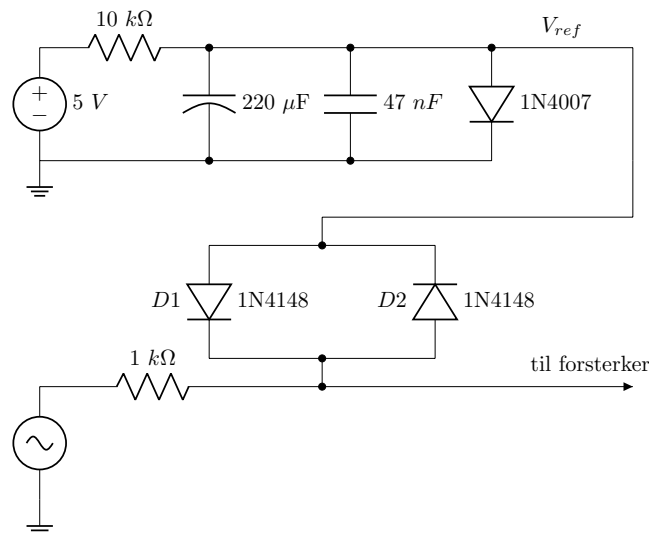 10 kΩ
V_ref
+
−
5 V
220 μF
47 nF
1N4007
D1
1N4148
D2
1N4148
1 kΩ
til forsterker